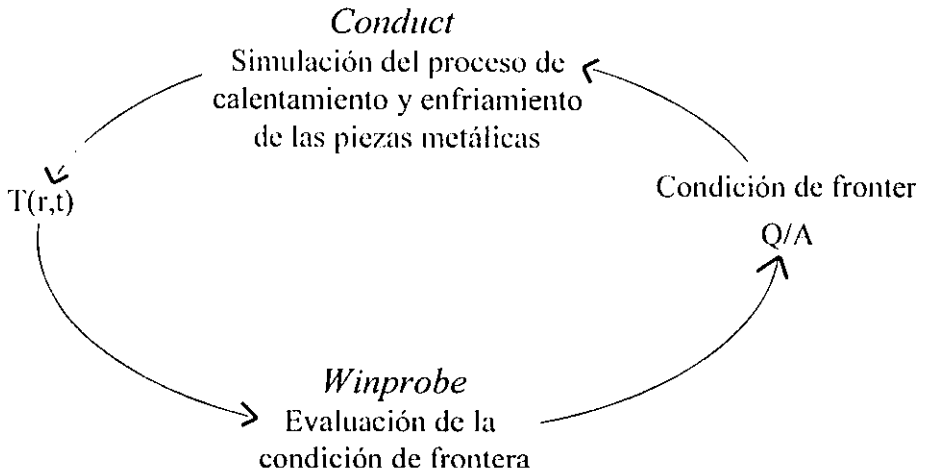 Conduct
Simulación del proceso de
calentamiento y enfriamiento
de las piezas metálicas
T(r,t)
Condición de fronter
Q/A
Winprobe
Evaluación de la
condición de frontera